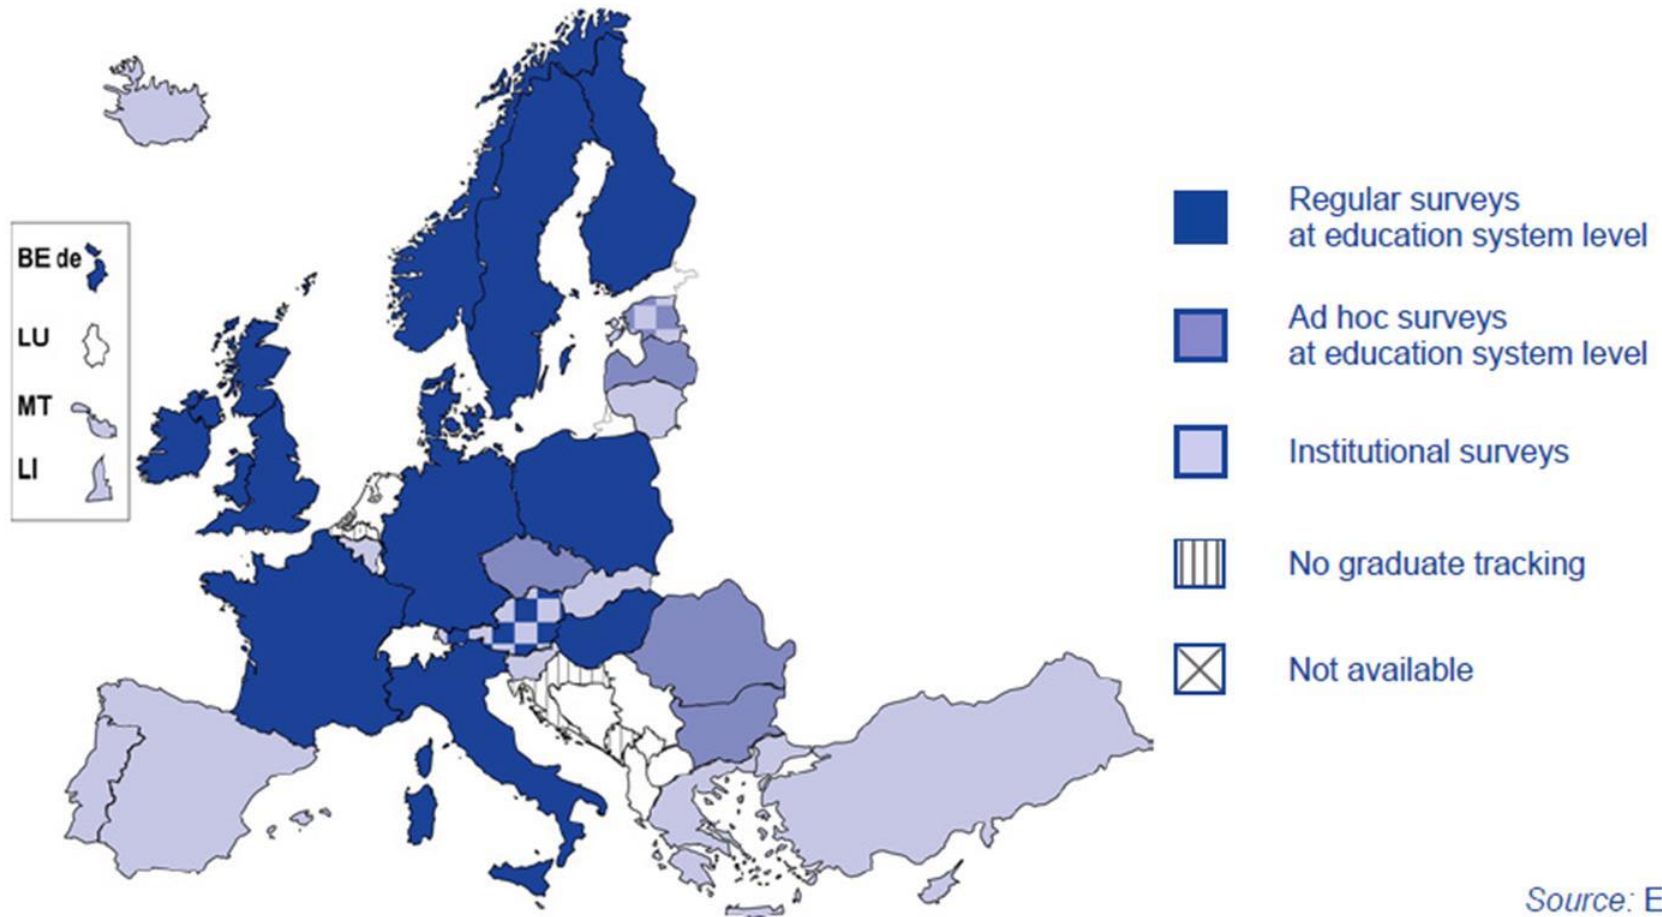 BE de
LU
MT
LI
Regular surveys
at education system level
Ad hoc surveys
at education system level
Institutional surveys
No graduate tracking
Not available
Source: E